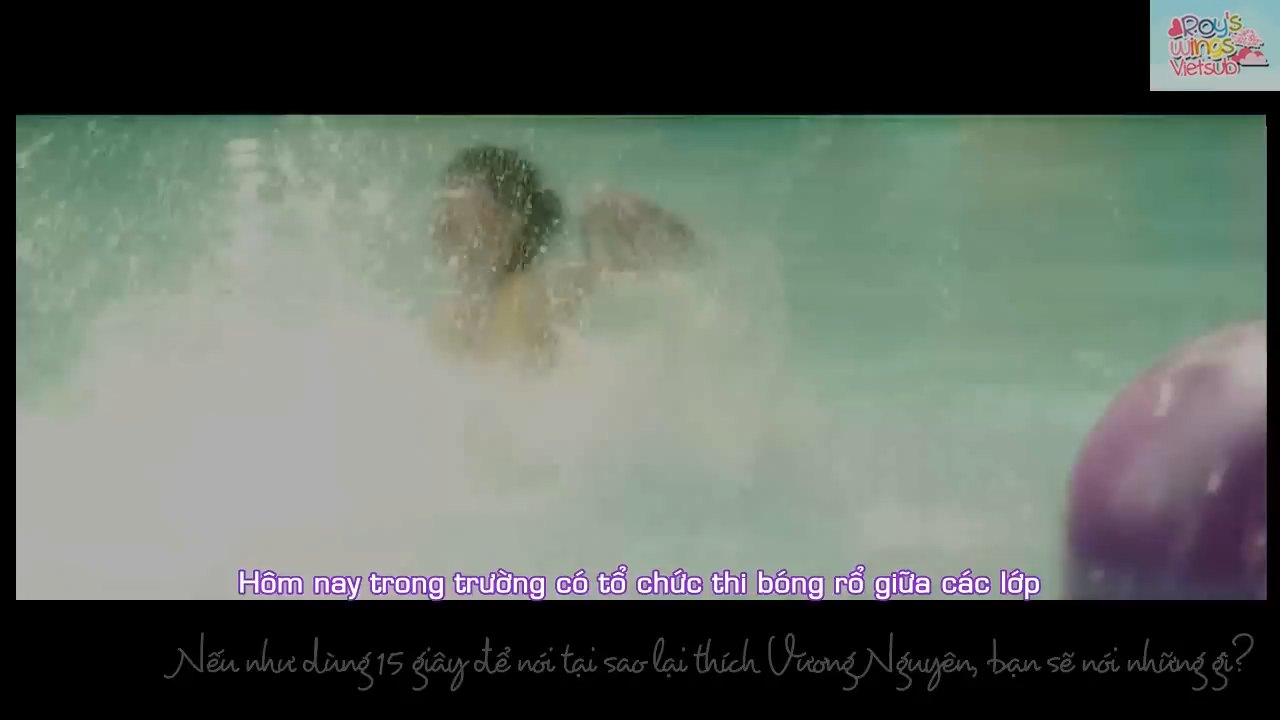 Roy's
wings
Vietsub
Hôm nay trong trường có tổ chức thi bóng rổ giữa các lớp
Nếu như dùng 15 giây để nói tại sao lại thích Vương Nguyên, bạn sẽ nói những gì?